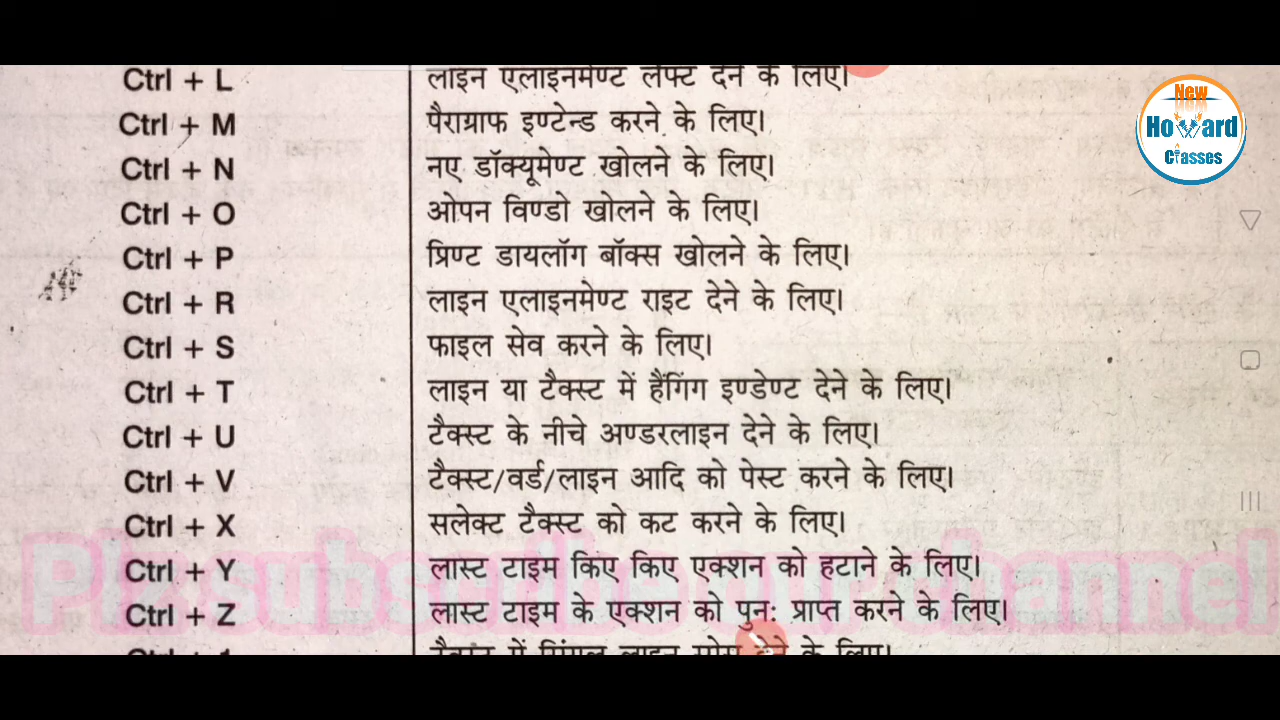 Ctrl + L लाइन एलाइनमेण्ट लेफ्ट देने के लिए।
New
Ctrl + M पैराग्राफ इण्टेन्ड करने के लिए।
Howard
Classes
Ctrl + N नए डॉक्यूमेण्ट खोलने के लिए।
Ctrl + O ओपन विण्डो खोलने के लिए।
Ctrl + P प्रिण्ट डायलॉग बॉक्स खोलने के लिए।
Ctrl + R लाइन एलाइनमेण्ट राइट देने के लिए।
Ctrl + S फाइल सेव करने के लिए।
Ctrl + T लाइन या टैक्स्ट में हैंगिंग इण्डेण्ट देने के लिए।
Ctrl + U टैक्स्ट के नीचे अण्डरलाइन देने के लिए।
Ctrl + V टैक्स्ट/वर्ड/लाइन आदि को पेस्ट करने के लिए।
Ctrl + X सलेक्ट टैक्स्ट को कट करने के लिए।
Plz subscribe our channel
Ctrl + Y लास्ट टाइम किए किए एक्शन को हटाने के लिए।
Ctrl + Z लास्ट टाइम के एक्शन को पुनः प्राप्त करने के लिए।